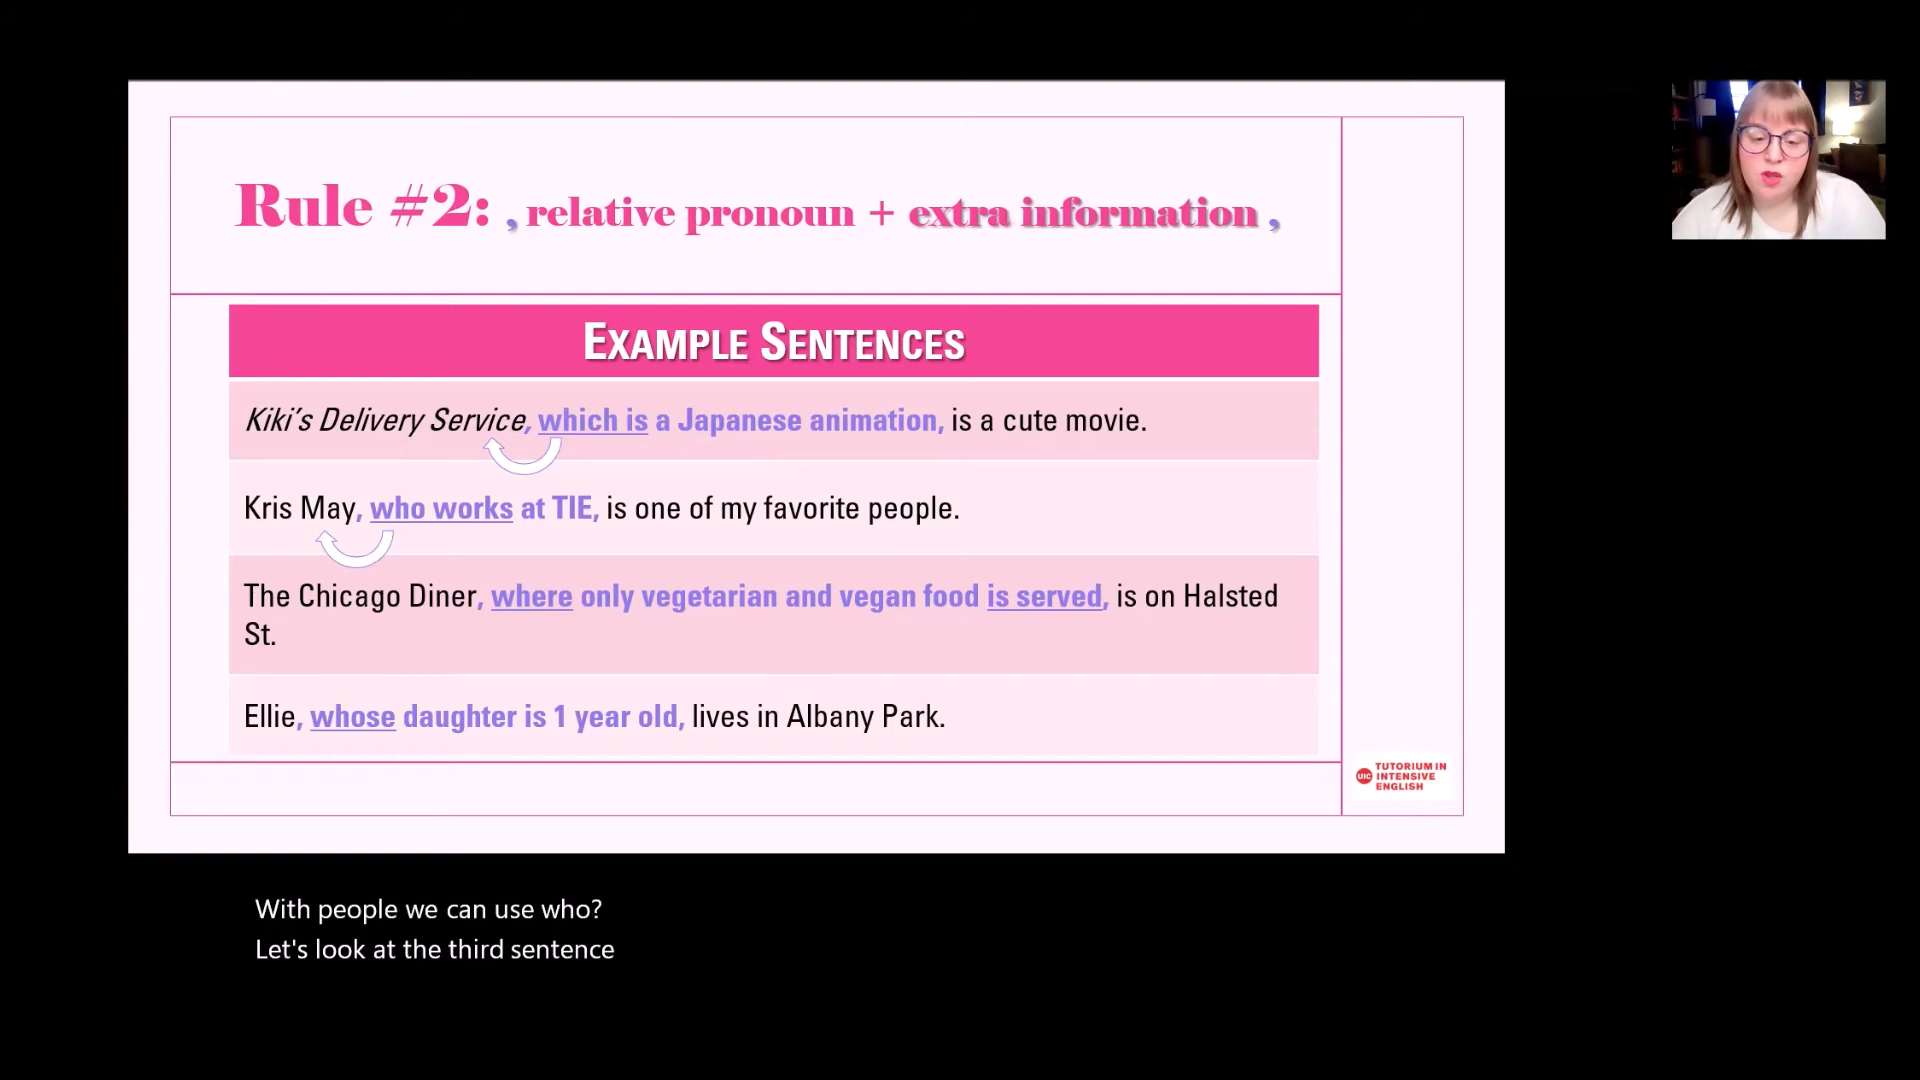 Rule #2: , relative pronoun + extra information ,
EXAMPLE SENTENCES
Kiki's Delivery Service, which is a Japanese animation, is a cute movie.
Kris May, who works at TIE, is one of my favorite people.
The Chicago Diner, where only vegetarian and vegan food is served, is on Halsted
St.
Ellie, whose daughter is 1 year old, lives in Albany Park.
UIC
TUTORIUM IN
INTENSIVE
ENGLISH
With people we can use who?
Let's look at the third sentence